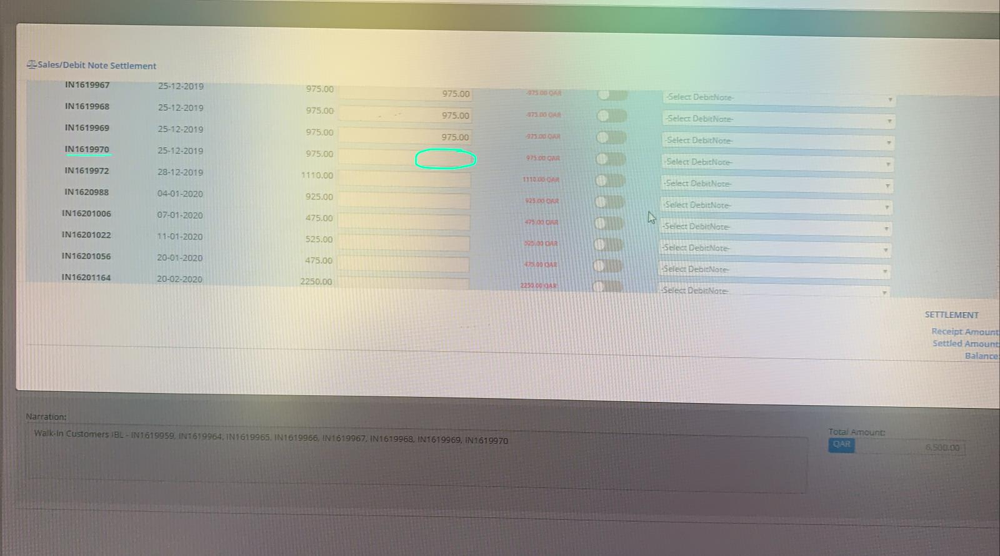 Sales/Debit Note Settlement
IN1619967 25-12-2019 975.00 975.00 -975.00 QAR -Select DebitNote-
IN1619968 25-12-2019 975.00 975.00 -975.00 QAR -Select DebitNote-
IN1619969 25-12-2019 975.00 975.00 -975.00 QAR -Select DebitNote-
IN1619970 25-12-2019 975.00 975.00 QAR -Select DebitNote-
IN1619972 28-12-2019 1110.00 1110.00 QAR -Select DebitNote-
IN1620988 04-01-2020 925.00 925.00 QAR -Select DebitNote-
IN16201006 07-01-2020 475.00 475.00 QAR -Select DebitNote-
IN16201022 11-01-2020 525.00 525.00 QAR -Select DebitNote-
IN16201056 20-01-2020 475.00 475.00 QAR -Select DebitNote-
IN16201164 20-02-2020 2250.00 2250.00 QAR -Select DebitNote-
SETTLEMENT
Receipt Amount
Settled Amount
Balance
Narration:
Walk-In Customers IBL - IN1619959, IN1619964, IN1619965, IN1619966, IN1619967, IN1619968, IN1619969, IN1619970
Total Amount:
QAR 6,500.00